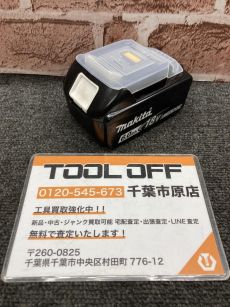 makita
6.0Ah 18V
TOOL OFF
0120-545-673 千葉市原店
工具買取強化中!!
新品・中古・ジャンク買取可能 宅配査定・出張査定・LINE査定
無料で査定いたします!
〒260-0825
千葉県千葉市中央区村田町 776-12